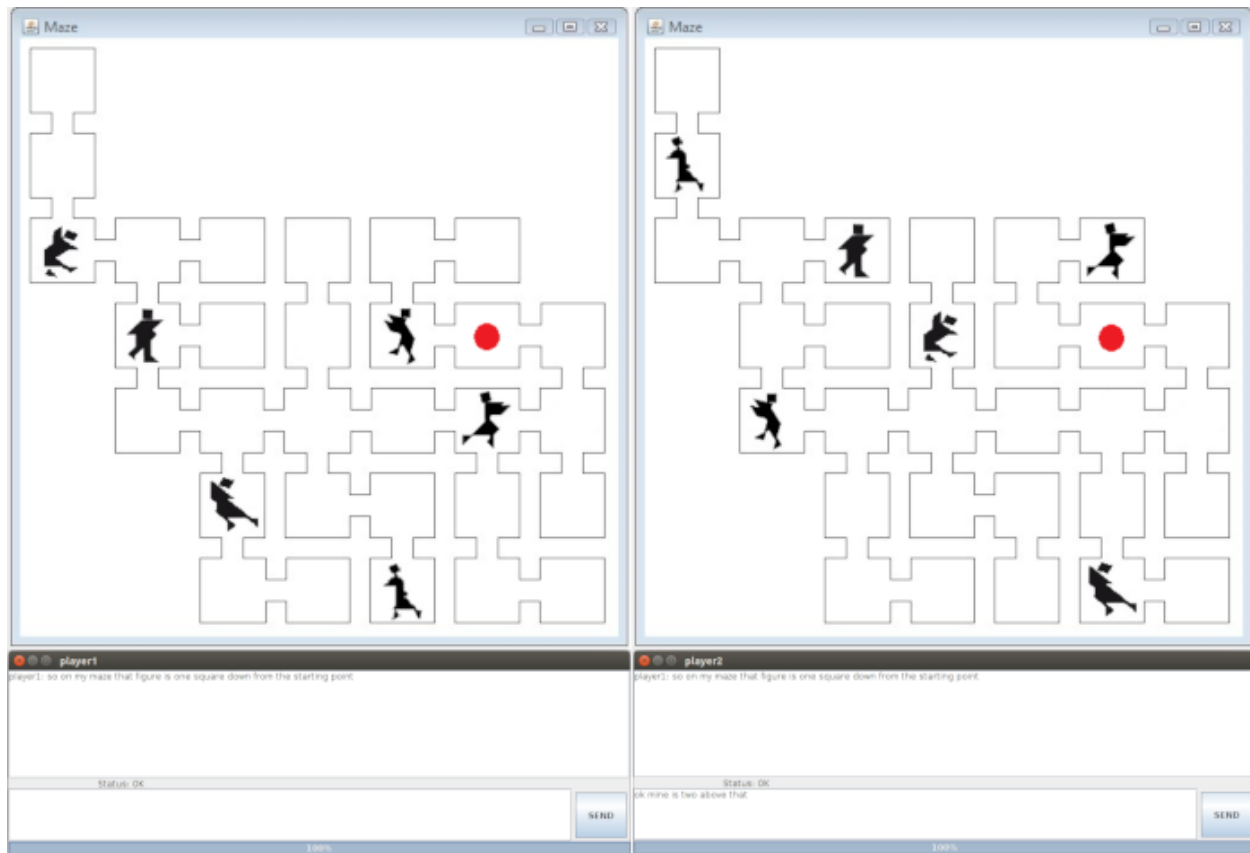 Maze
Maze
player1
player2
player1: so on my maze that figure is one square down from the starting point
player1: so on my maze that figure is one square down from the starting point
Status: OK
Status: OK
ok mine is two above that
SEND
SEND
100%
100%